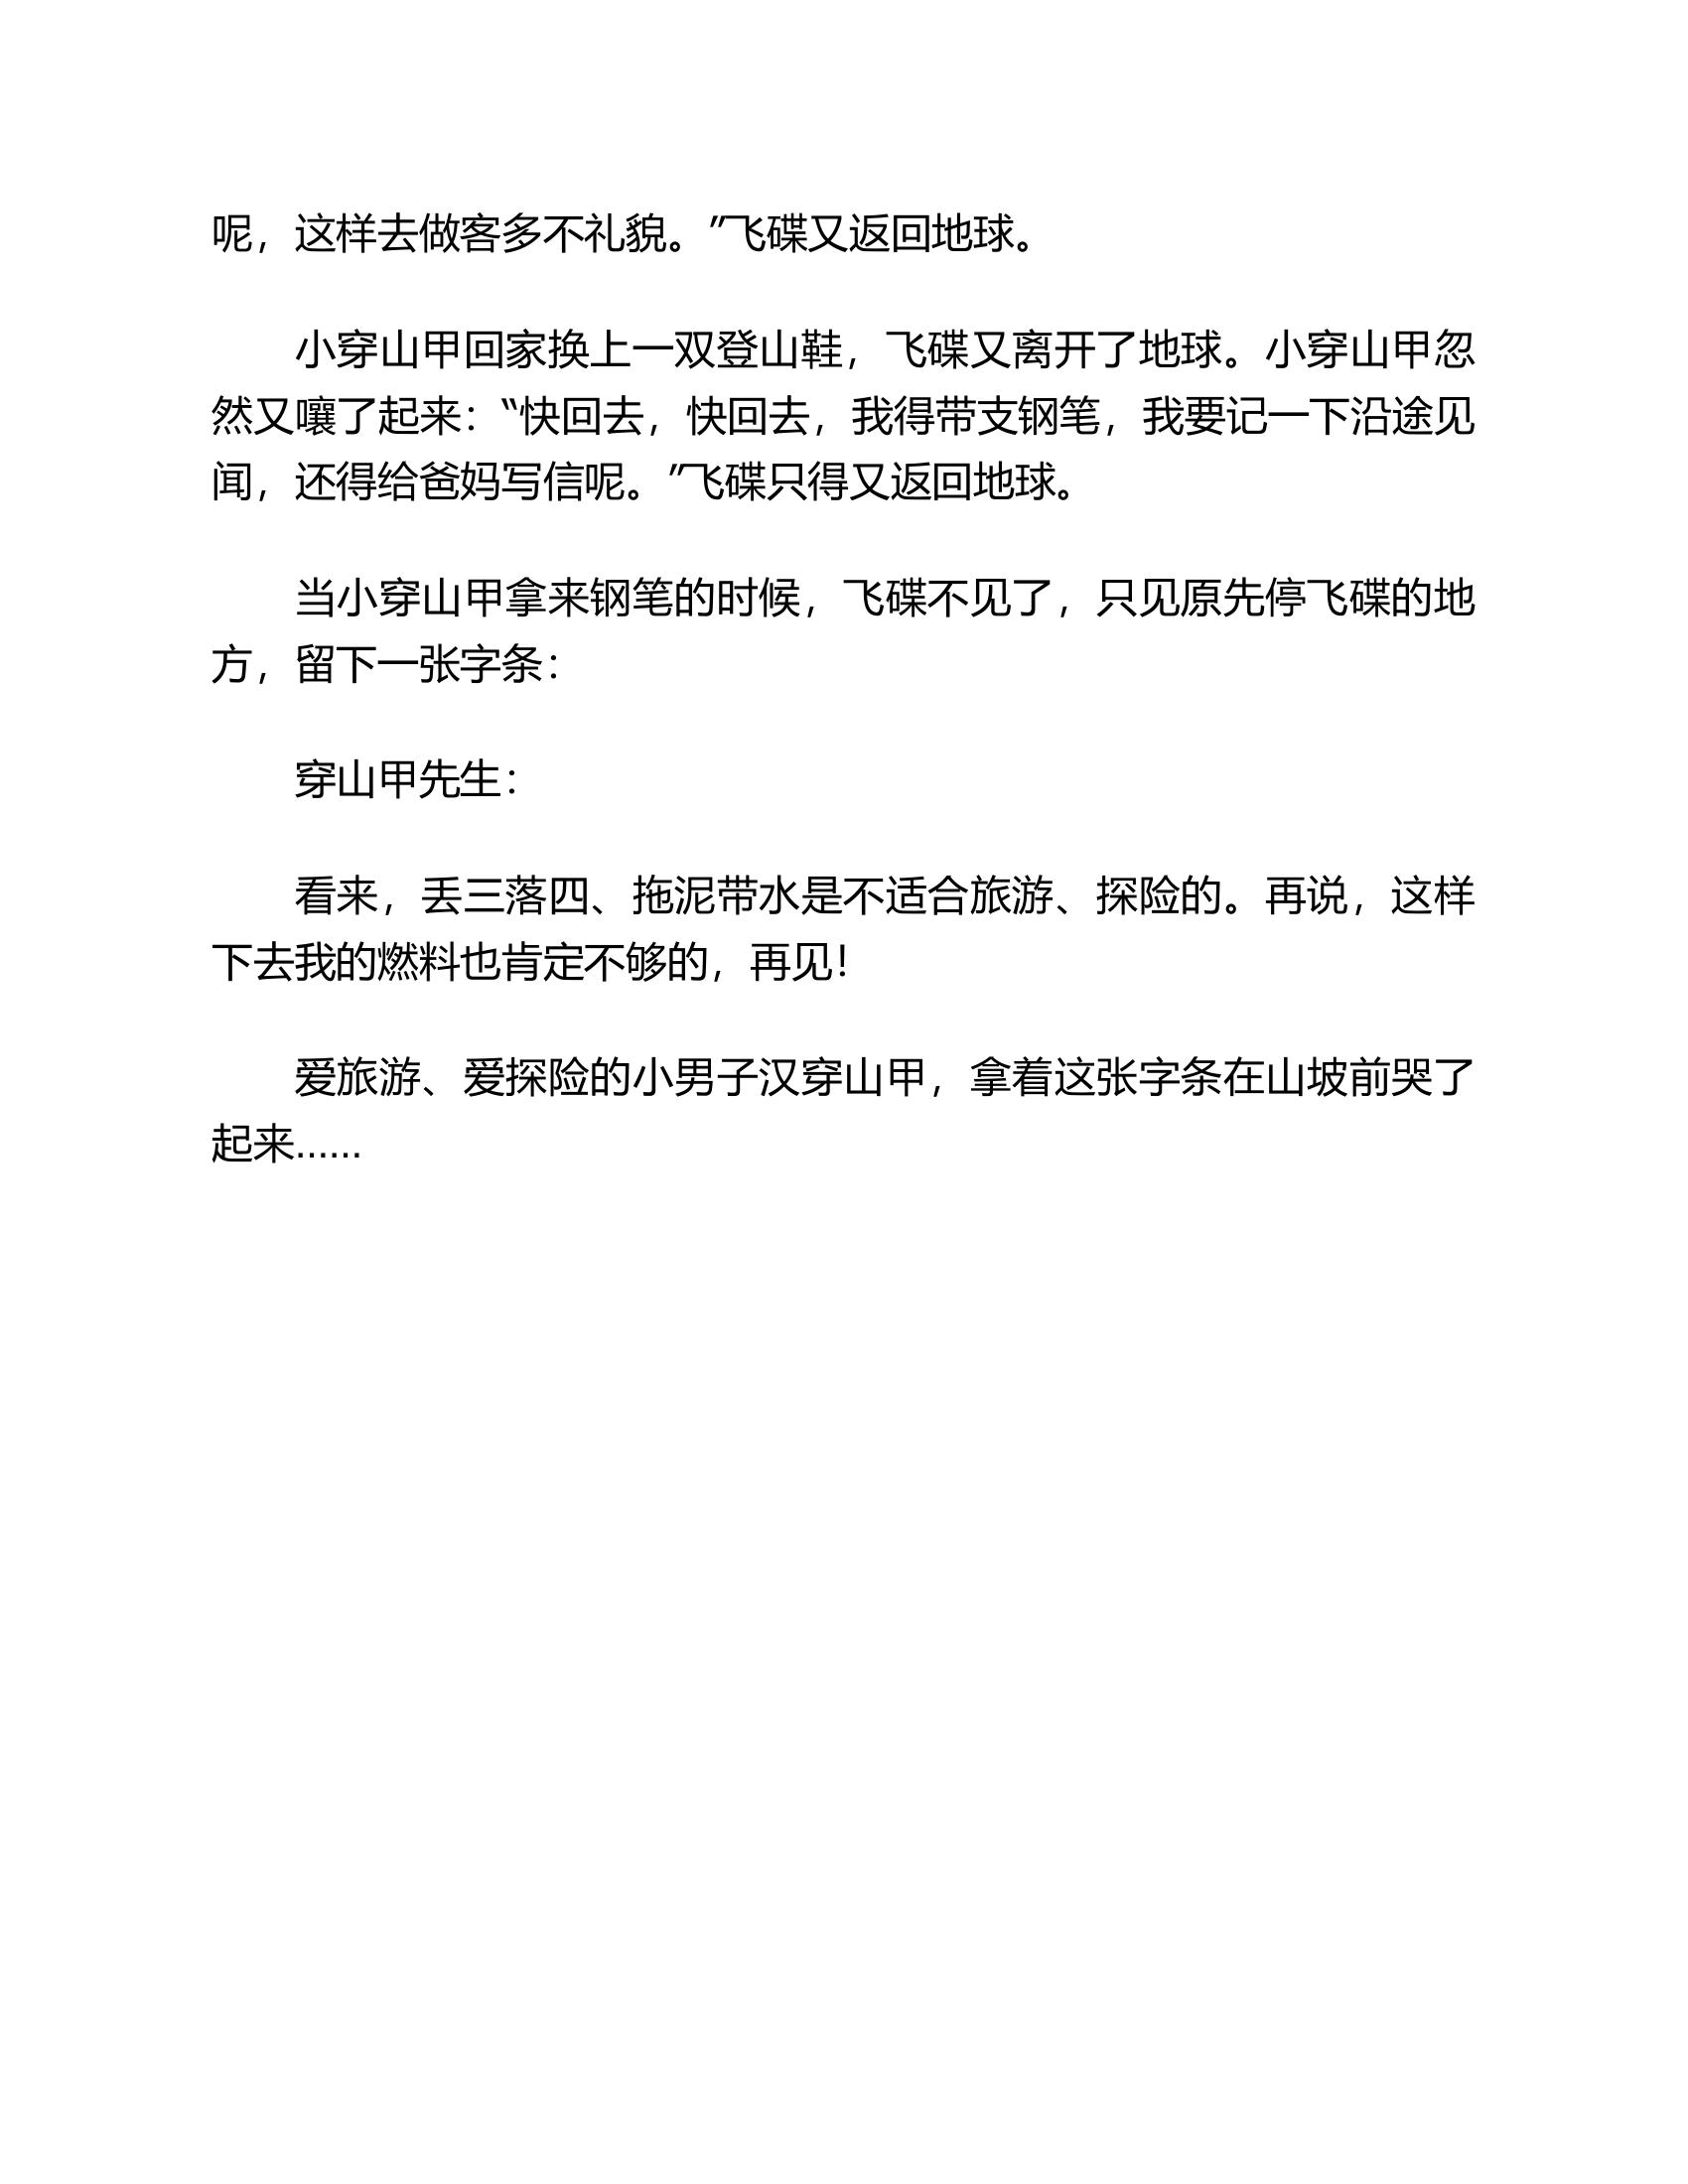 呢，这样去做客多不礼貌。”飞碟又返回地球。
小穿山甲回家换上一双登山鞋，飞碟又离开了地球。小穿山甲忽
然又嚷了起来：“快回去，快回去，我得带支钢笔，我要记一下沿途见
闻，还得给爸妈写信呢。”飞碟只得又返回地球。
当小穿山甲拿来钢笔的时候，飞碟不见了，只见原先停飞碟的地
方，留下一张字条：
穿山甲先生：
看来，丢三落四、拖泥带水是不适合旅游、探险的。再说，这样
下去我的燃料也肯定不够的，再见！
爱旅游、爱探险的小男子汉穿山甲，拿着这张字条在山坡前哭了
起来……